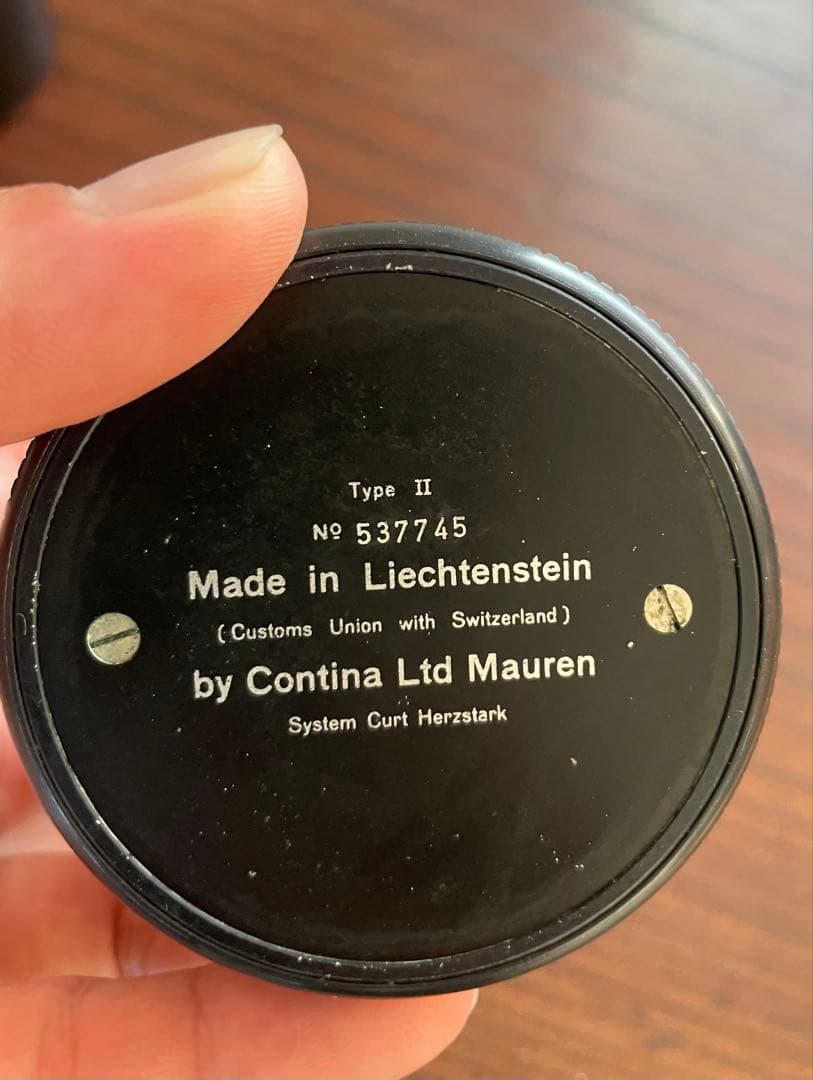 Type II
Nº 537745
Made in Liechtenstein
(Customs Union with Switzerland)
by Contina Ltd Mauren
System Curt Herzstark